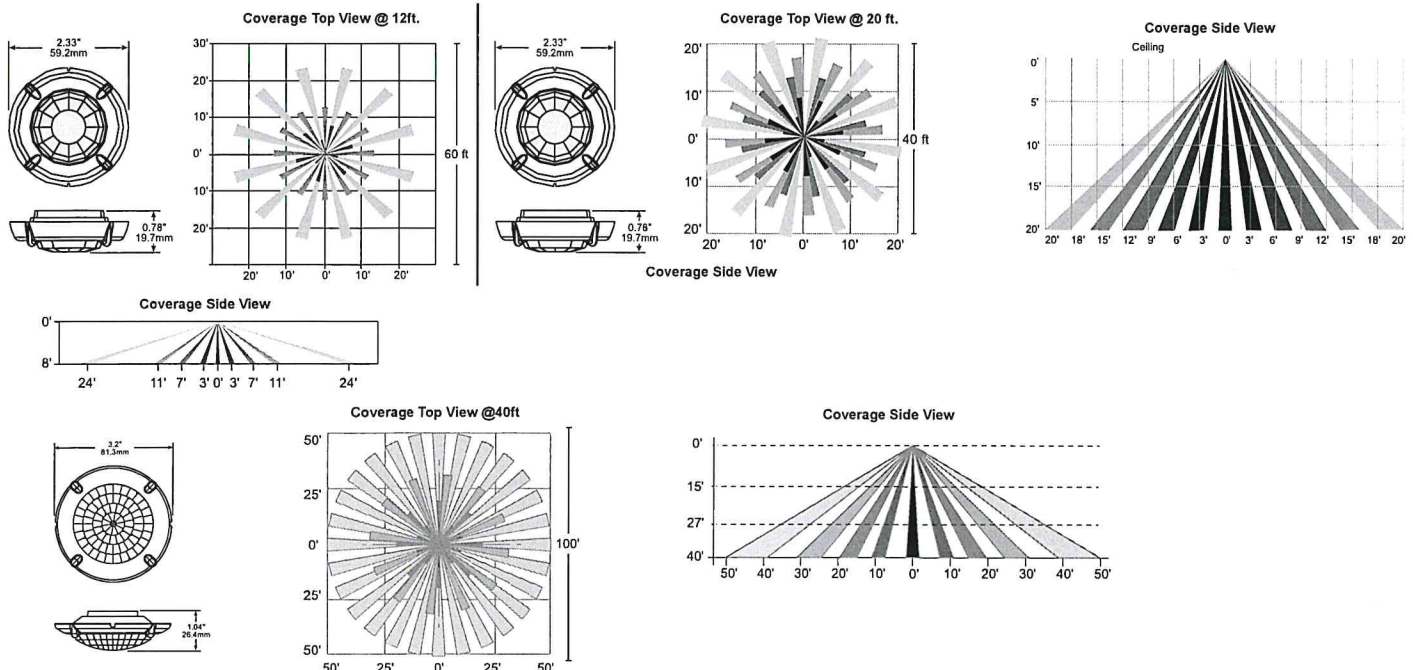 Coverage Top View @ 12ft.
2.33"
59.2mm
30'
20'
10'
0'
10'
20'
20' 10' 0' 10' 20'
60 ft
0.78"
19.7mm
Coverage Top View @ 20 ft.
2.33"
59.2mm
20'
10'
0'
10'
20'
20' 10' 0' 10' 20'
40 ft
0.78"
19.7mm
Coverage Side View
Coverage Side View
Ceiling
0'
5'
10'
15'
20'
20' 18' 15' 12' 9' 6' 3' 0' 3' 6' 9' 12' 15' 18' 20'
Coverage Side View
0'
8'
24' 11' 7' 3' 0' 3' 7' 11' 24'
3.2"
81.3mm
1.04"
26.4mm
Coverage Top View @40ft
50'
25'
0'
25'
50'
50' 25' 0' 25' 50'
100'
Coverage Side View
0'
15'
27'
40'
50' 40' 30' 20' 10' 0' 10' 20' 30' 40' 50'